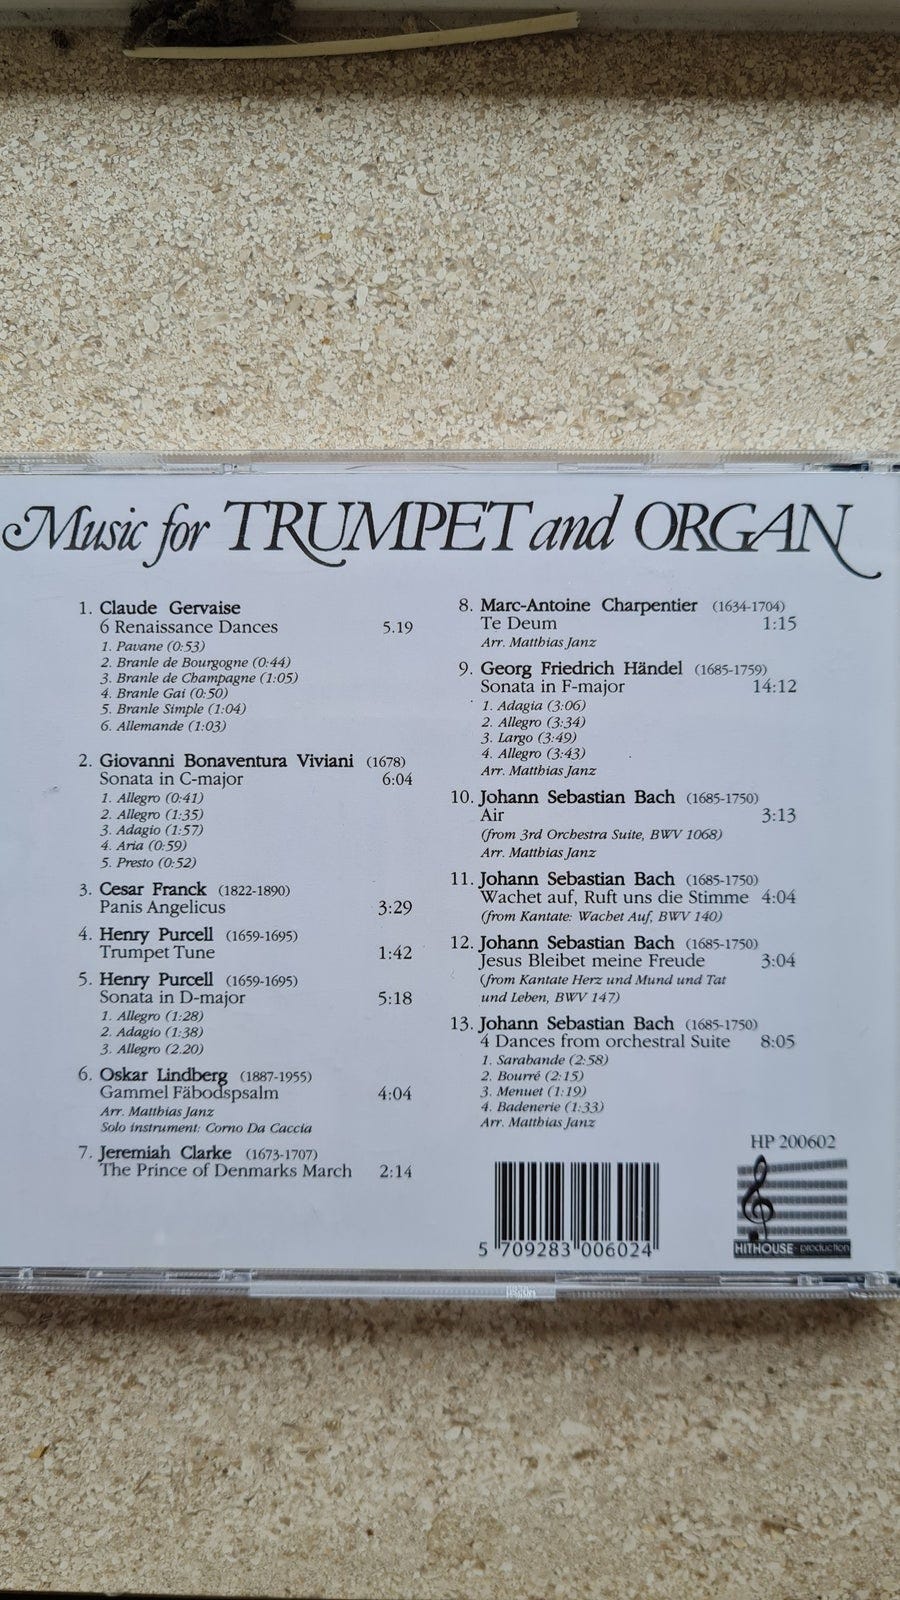 Music for TRUMPET and ORGAN
1. Claude Gervaise
6 Renaissance Dances 5.19
1. Pavane (0:53)
2. Branle de Bourgogne (0:44)
3. Branle de Champagne (1:05)
4. Branle Gai (0:50)
5. Branle Simple (1:04)
6. Allemande (1:03)
2. Giovanni Bonaventura Viviani (1678)
Sonata in C-major 6:04
1. Allegro (0:41)
2. Allegro (1:35)
3. Adagio (1:57)
4. Aria (0:59)
5. Presto (0:52)
3. Cesar Franck (1822-1890)
Panis Angelicus 3:29
4. Henry Purcell (1659-1695)
Trumpet Tune 1:42
5. Henry Purcell (1659-1695)
Sonata in D-major 5:18
1. Allegro (1:28)
2. Adagio (1:38)
3. Allegro (2.20)
6. Oskar Lindberg (1887-1955)
Gammel Fäbodspsalm 4:04
Arr. Matthias Janz
Solo instrument: Corno Da Caccia
7. Jeremiah Clarke (1673-1707)
The Prince of Denmarks March 2:14
8. Marc-Antoine Charpentier (1634-1704)
Te Deum 1:15
Arr. Matthias Janz
9. Georg Friedrich Händel (1685-1759)
Sonata in F-major 14:12
1. Adagia (3:06)
2. Allegro (3:34)
3. Largo (3:49)
4. Allegro (3:43)
Arr. Matthias Janz
10. Johann Sebastian Bach (1685-1750)
Air 3:13
(from 3rd Orchestra Suite, BWV 1068)
Arr. Matthias Janz
11. Johann Sebastian Bach (1685-1750)
Wachet auf, Ruft uns die Stimme 4:04
(from Kantate: Wachet Auf, BWV 140)
12. Johann Sebastian Bach (1685-1750)
Jesus Bleibet meine Freude 3:04
(from Kantate Herz und Mund und Tat
und Leben, BWV 147)
13. Johann Sebastian Bach (1685-1750)
4 Dances from orchestral Suite 8:05
1. Sarabande (2:58)
2. Bourré (2:15)
3. Menuet (1:19)
4. Badenerie (1:33)
Arr. Matthias Janz
HP 200602
5 709283 006024
HITHOUSE - production